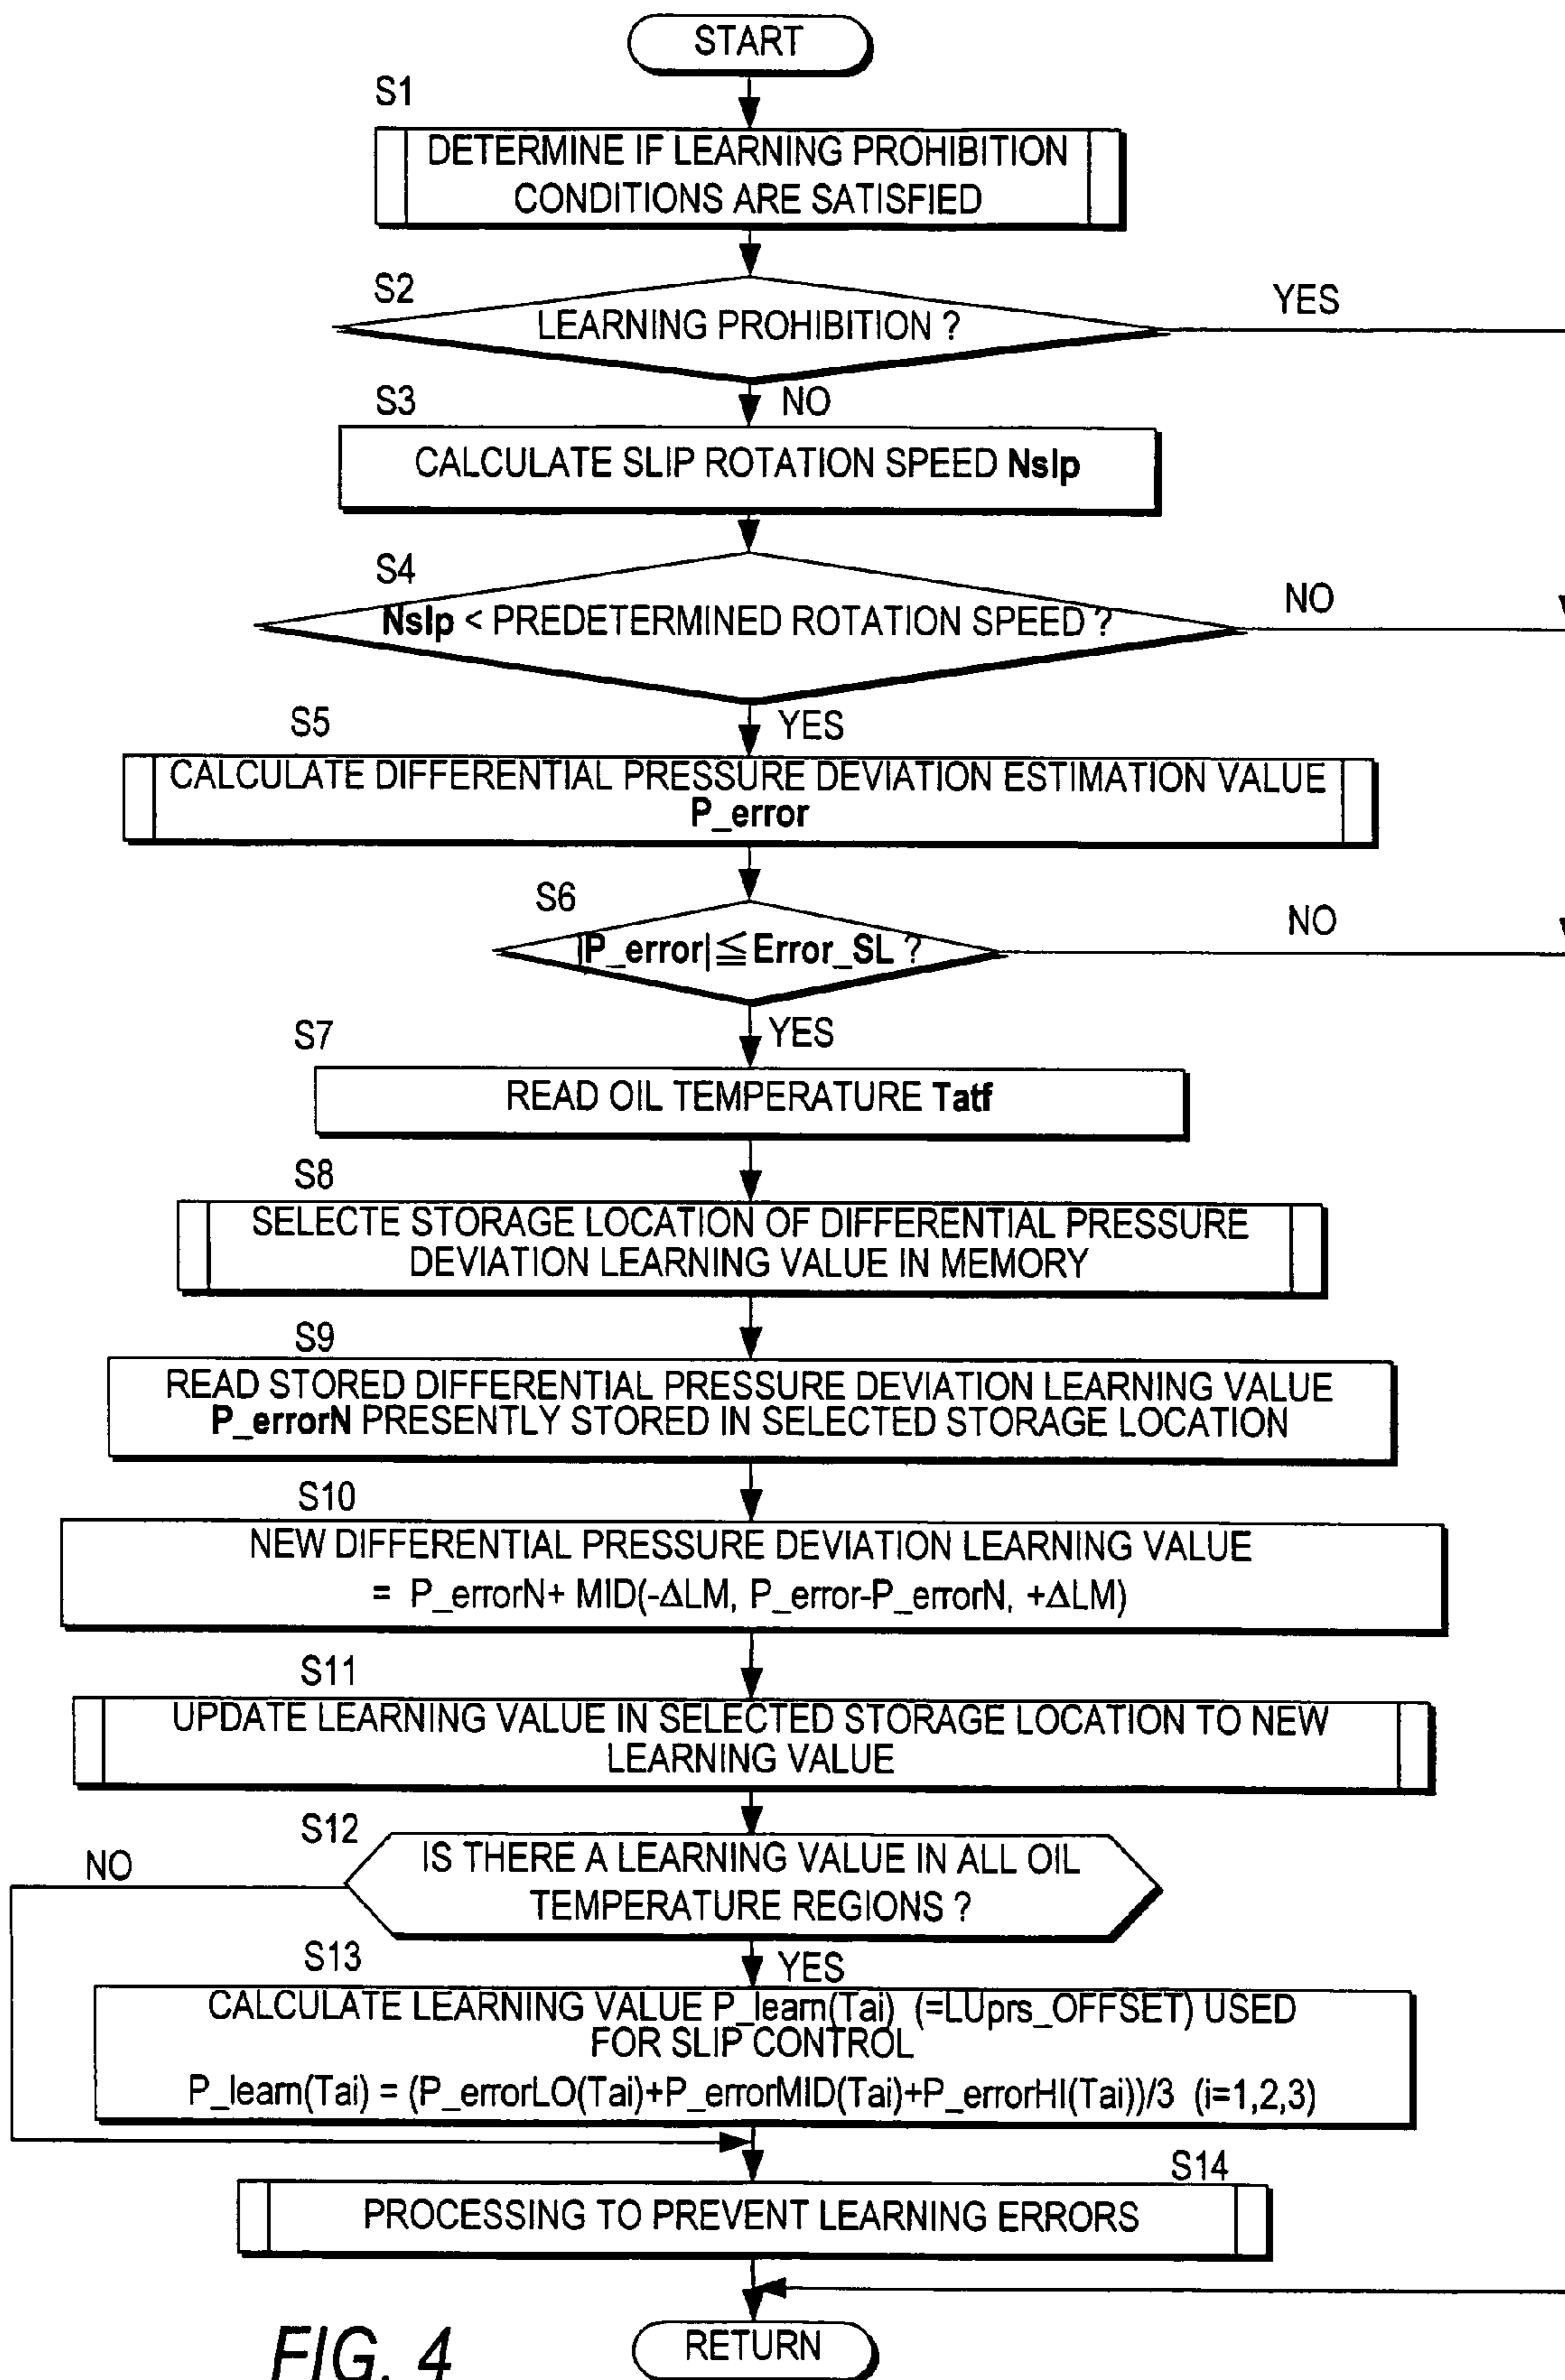 START
S1
DETERMINE IF LEARNING PROHIBITION
CONDITIONS ARE SATISFIED
S2
LEARNING PROHIBITION ?
YES
NO
S3
CALCULATE SLIP ROTATION SPEED Nslp
S4
Nslp < PREDETERMINED ROTATION SPEED ?
NO
YES
S5
CALCULATE DIFFERENTIAL PRESSURE DEVIATION ESTIMATION VALUE
P_error
S6
|P_error|≦Error_SL ?
NO
YES
S7
READ OIL TEMPERATURE Tatf
S8
SELECTE STORAGE LOCATION OF DIFFERENTIAL PRESSURE
DEVIATION LEARNING VALUE IN MEMORY
S9
READ STORED DIFFERENTIAL PRESSURE DEVIATION LEARNING VALUE
P_errorN PRESENTLY STORED IN SELECTED STORAGE LOCATION
S10
NEW DIFFERENTIAL PRESSURE DEVIATION LEARNING VALUE
= P_errorN+ MID(-ΔLM, P_error-P_errorN, +ΔLM)
S11
UPDATE LEARNING VALUE IN SELECTED STORAGE LOCATION TO NEW
LEARNING VALUE
S12
IS THERE A LEARNING VALUE IN ALL OIL
TEMPERATURE REGIONS ?
NO
YES
S13
CALCULATE LEARNING VALUE P_learn(Tai) (=LUprs_OFFSET) USED
FOR SLIP CONTROL
P_learn(Tai) = (P_errorLO(Tai)+P_errorMID(Tai)+P_errorHI(Tai))/3 (i=1,2,3)
S14
PROCESSING TO PREVENT LEARNING ERRORS
RETURN
FIG. 4